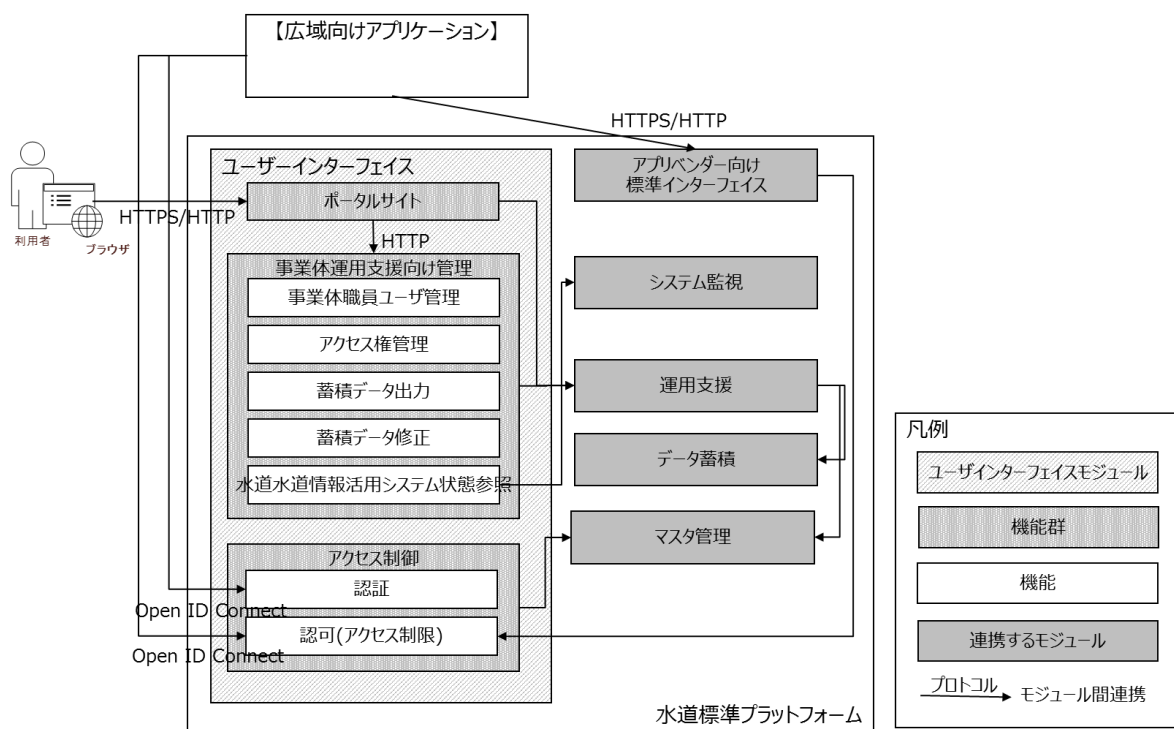 【広域向けアプリケーション】
HTTPS/HTTP
ユーザーインターフェイス
アプリベンダー向け
標準インターフェイス
ポータルサイト
HTTPS/HTTP
利用者
ブラウザ
HTTP
事業体運用支援向け管理
事業体職員ユーザ管理
システム監視
アクセス権管理
蓄積データ出力
運用支援
蓄積データ修正
データ蓄積
水道水道情報活用システム状態参照
マスタ管理
アクセス制御
認証
Open ID Connect
認可(アクセス制限)
Open ID Connect
水道標準プラットフォーム
凡例
ユーザインターフェイスモジュール
機能群
機能
連携するモジュール
プロトコル
モジュール間連携